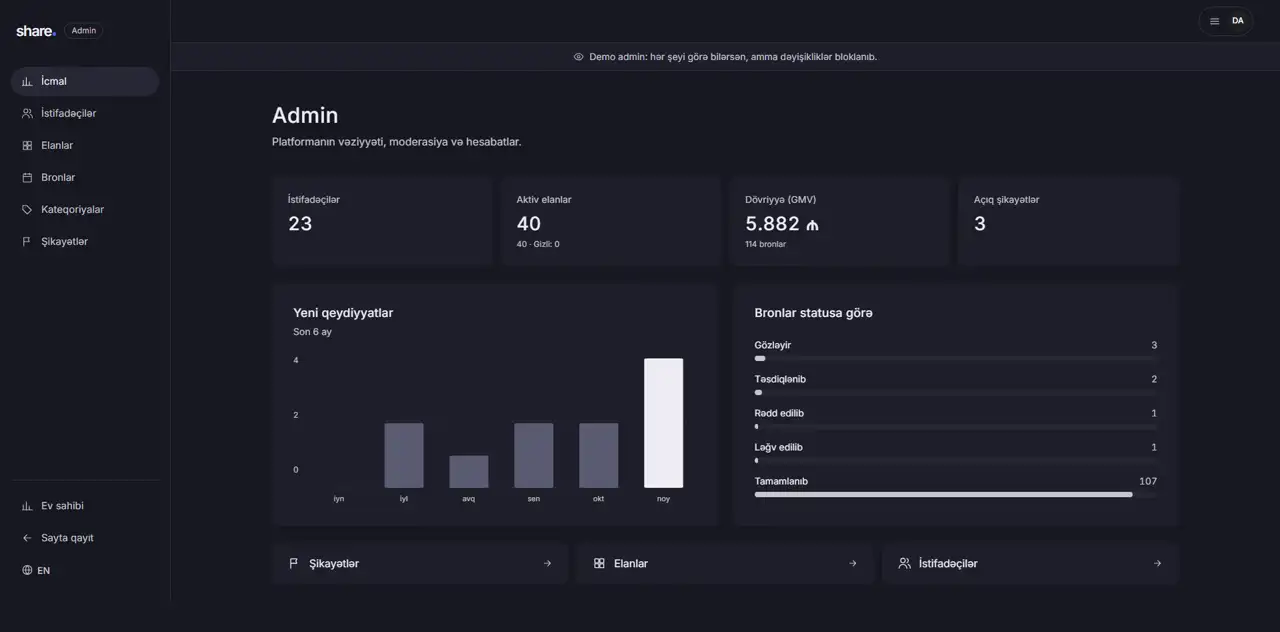 share.
Admin
İcmal
İstifadəçilər
Elanlar
Bronlar
Kateqoriyalar
Şikayətlər
Ev sahibi
Sayta qayıt
EN
DA
Demo admin: hər şeyi görə bilərsən, amma dəyişikliklər bloklanıb.
Admin
Platformanın vəziyyəti, moderasiya və hesabatlar.
İstifadəçilər
23
Aktiv elanlar
40
40 · Gizli: 0
Dövriyyə (GMV)
5.882 ₼
114 bronlar
Açıq şikayətlər
3
Yeni qeydiyyatlar
Son 6 ay
4
2
0
iyn iyl avq sen okt noy
Bronlar statusa görə
Gözləyir 3
Təsdiqlənib 2
Rədd edilib 1
Ləğv edilib 1
Tamamlanıb 107
Şikayətlər
Elanlar
İstifadəçilər